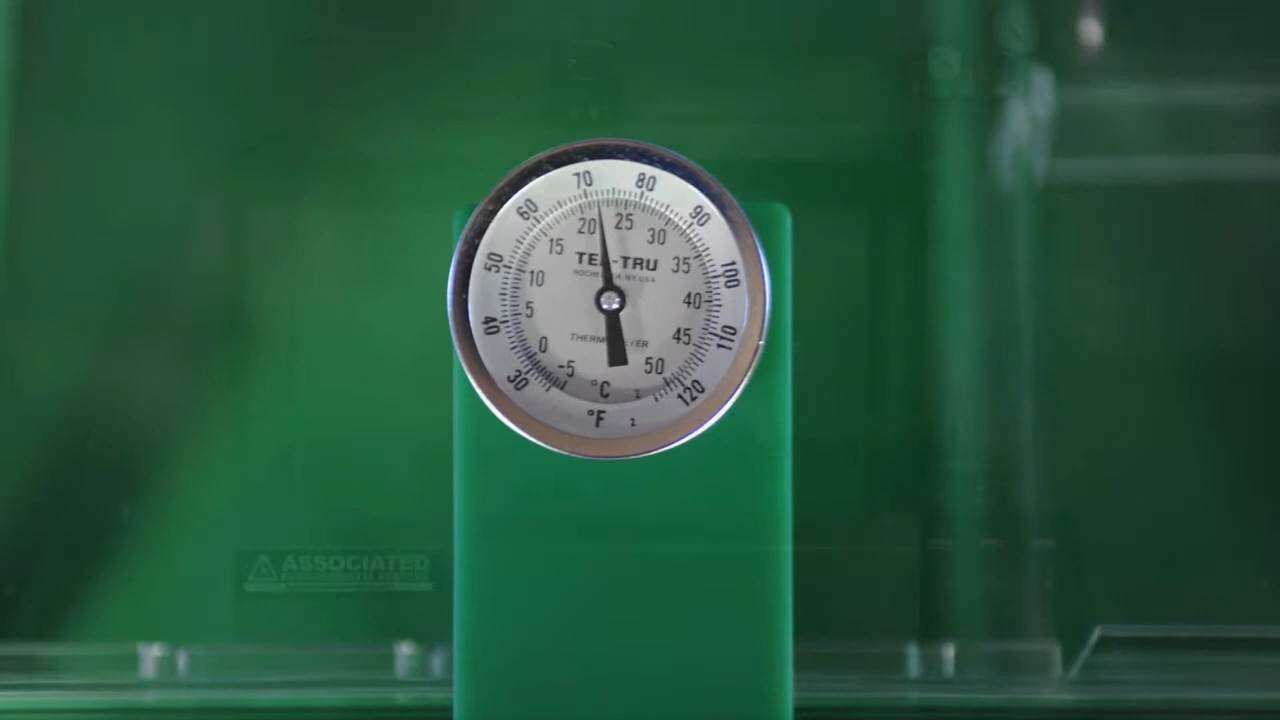 70 80
60 90
20 25
15 30
50 TEL-TRU 35 100
10 40
5
40 THERMOMETER 45 110
0 50
-5
30 °C 120
°F
ASSOCIATED